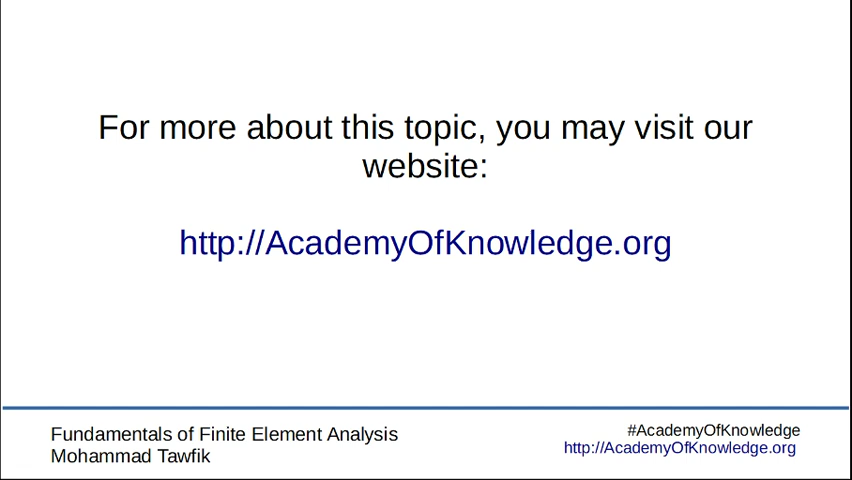 For more about this topic, you may visit our
website:
http://AcademyOfKnowledge.org
Fundamentals of Finite Element Analysis
Mohammad Tawfik
#AcademyOfKnowledge
http://AcademyOfKnowledge.org